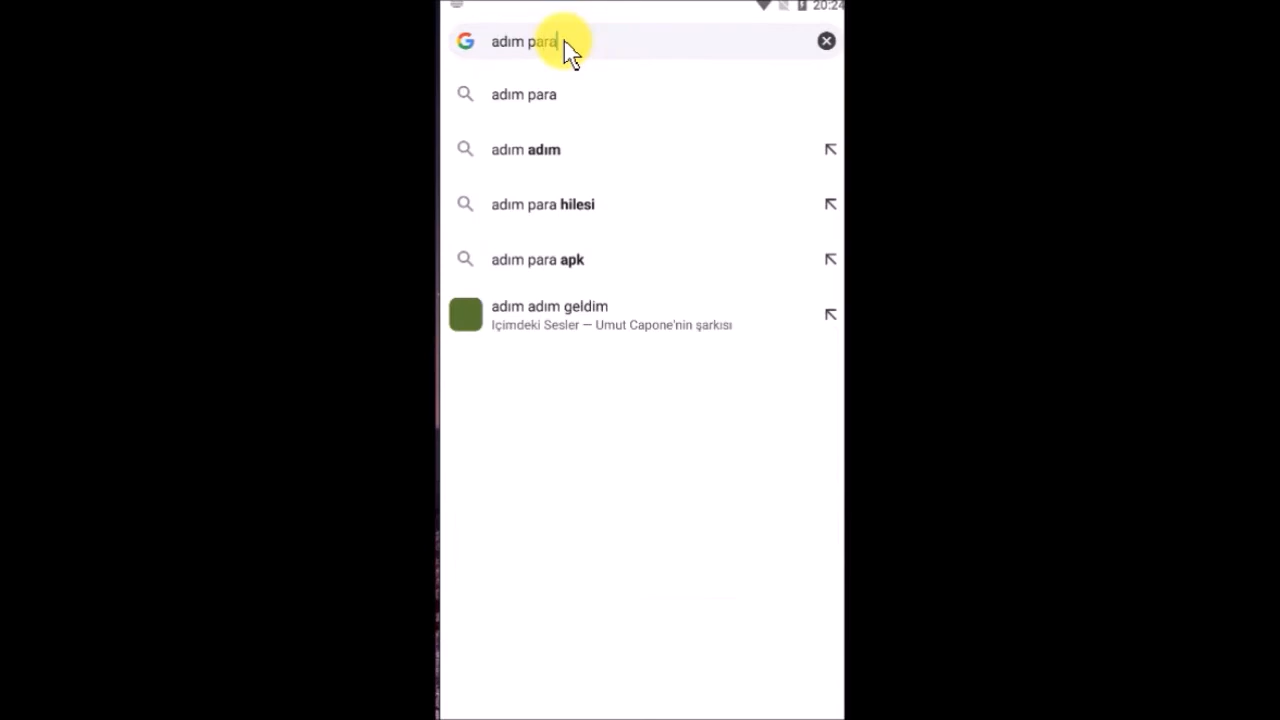 20:24
adım para
adım para
adım adım
adım para hilesi
adım para apk
adım adım geldim
Içimdeki Sesler — Umut Capone'nin şarkısı